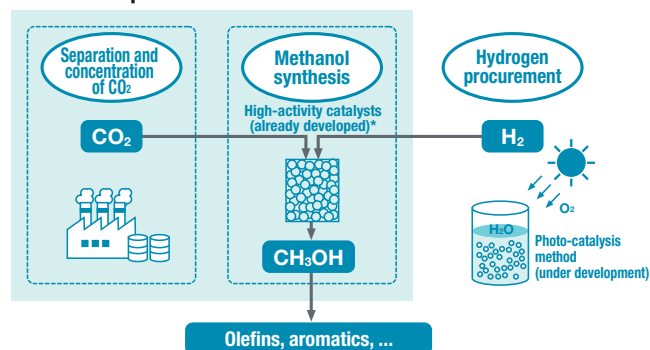 Separation and
concentration
of CO₂
Methanol
synthesis
Hydrogen
procurement
High-activity catalysts
(already developed)*
CO₂
H₂
O₂
H₂O
Photo-catalysis
method
(under development)
CH₃OH
Olefins, aromatics, ...